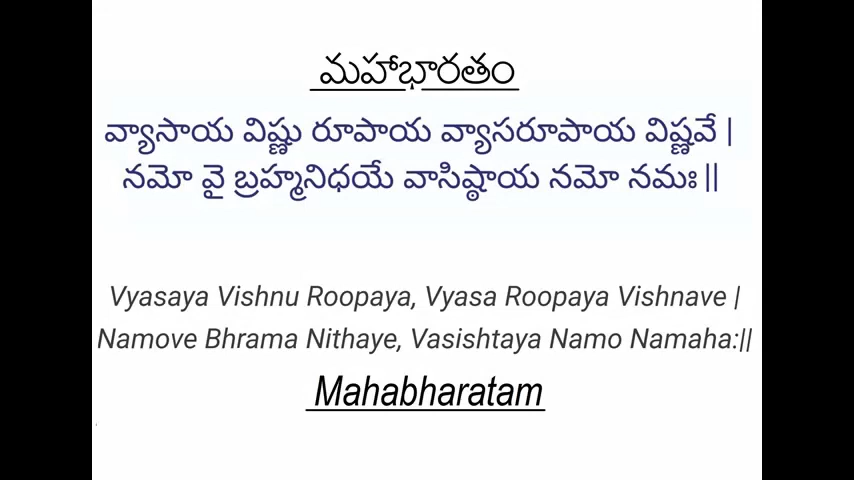 మహాభారతం
వ్యాసాయ విష్ణు రూపాయ వ్యాసరూపాయ విష్ణవే |
నమో వై బ్రహ్మనిధయే వాసిష్ఠాయ నమో నమః ||
Vyasaya Vishnu Roopaya, Vyasa Roopaya Vishnave |
Namove Bhrama Nithaye, Vasishtaya Namo Namaha:||
Mahabharatam